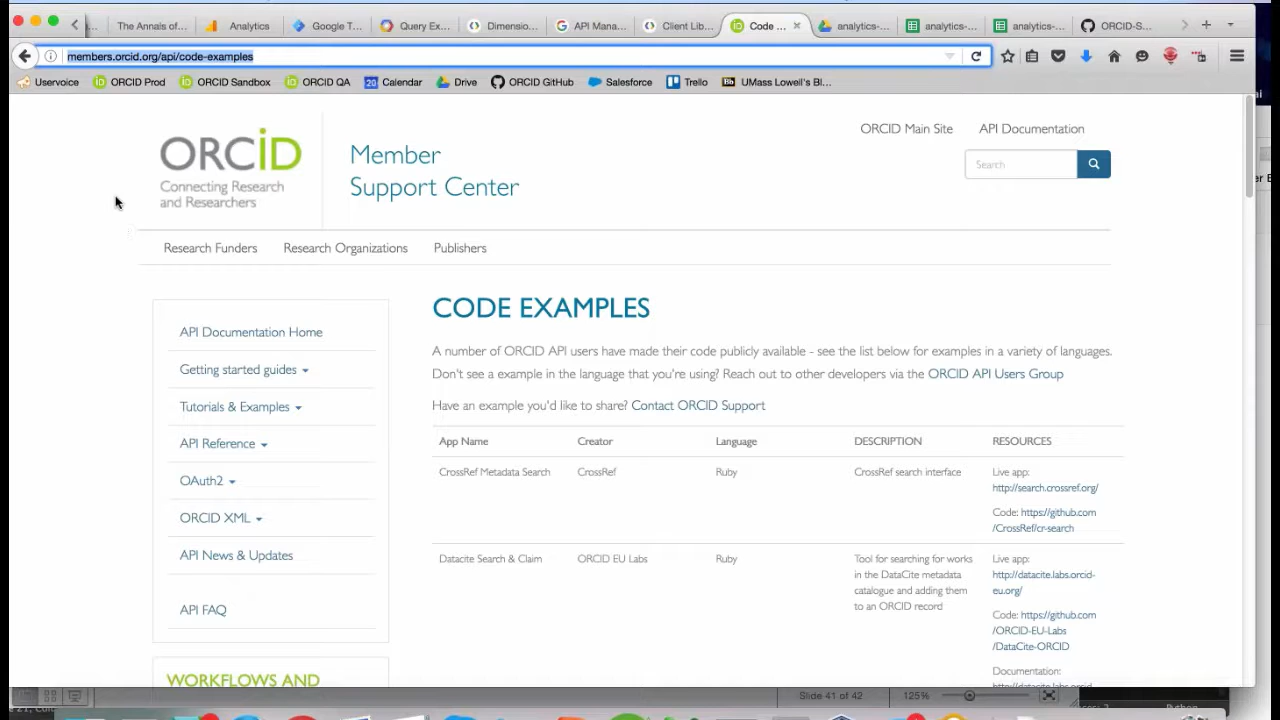 The Annals of...
Analytics
Google T...
Query Ex...
Dimensio...
API Mana...
Client Lib...
Code ...
analytics-...
analytics-...
analytics-...
ORCID-S...
members.orcid.org/api/code-examples
Uservoice
ORCID Prod
ORCID Sandbox
ORCID QA
20
Calendar
Drive
ORCID GitHub
Salesforce
Trello
Bb
UMass Lowell's Bl...
ORCID
Connecting Research
and Researchers
Member
Support Center
ORCID Main Site
API Documentation
Search
Research Funders
Research Organizations
Publishers
API Documentation Home
Getting started guides
Tutorials & Examples
API Reference
OAuth2
ORCID XML
API News & Updates
API FAQ
WORKFLOWS AND
CODE EXAMPLES
A number of ORCID API users have made their code publicly available - see the list below for examples in a variety of languages.
Don't see a example in the language that you're using? Reach out to other developers via the ORCID API Users Group
Have an example you'd like to share? Contact ORCID Support
App Name Creator Language DESCRIPTION RESOURCES
CrossRef Metadata Search CrossRef Ruby CrossRef search interface Live app:
http://search.crossref.org/
Code: https://github.com
/CrossRef/cr-search
Datacite Search & Claim ORCID EU Labs Ruby Tool for searching for works Live app:
in the DataCite metadata http://datacite.labs.orcid-
catalogue and adding them eu.org/
to an ORCID record
Code: https://github.com
/ORCID-EU-Labs
/DataCite-ORCID
Documentation:
Slide 41 of 42
125%